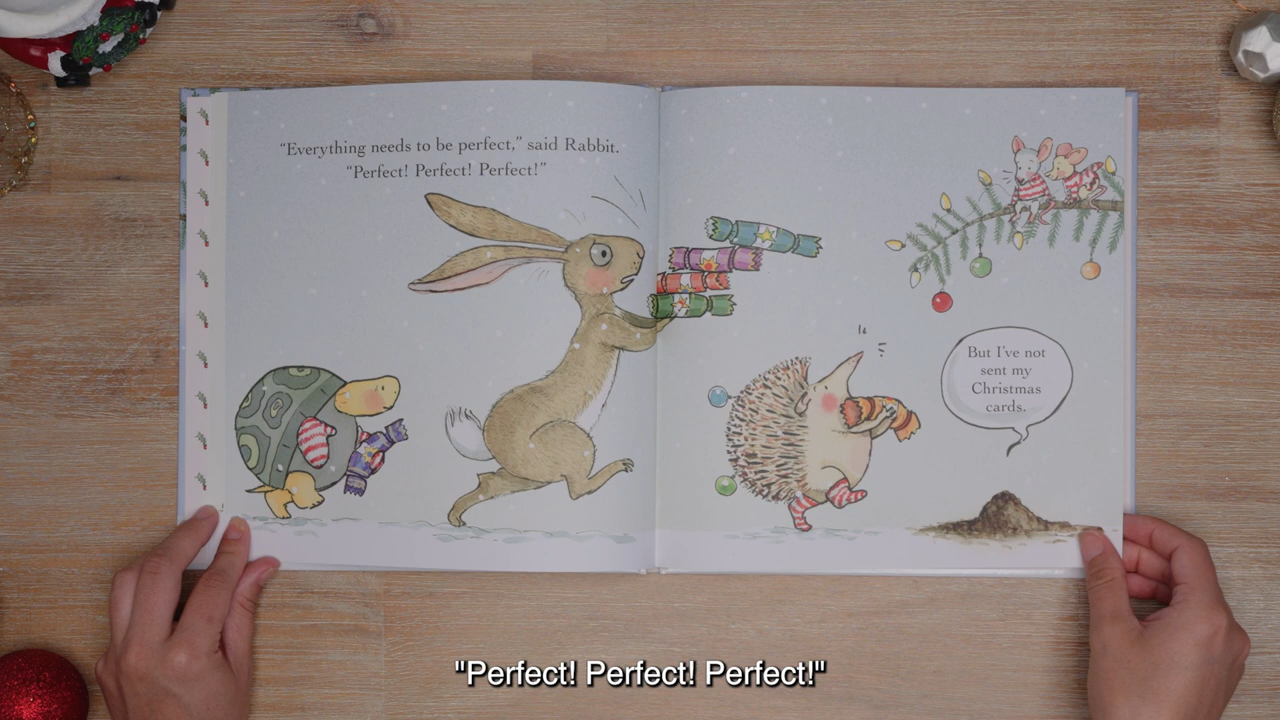 “Everything needs to be perfect,” said Rabbit.
“Perfect! Perfect! Perfect!”
But I’ve not
sent my
Christmas
cards.
"Perfect! Perfect! Perfect!"